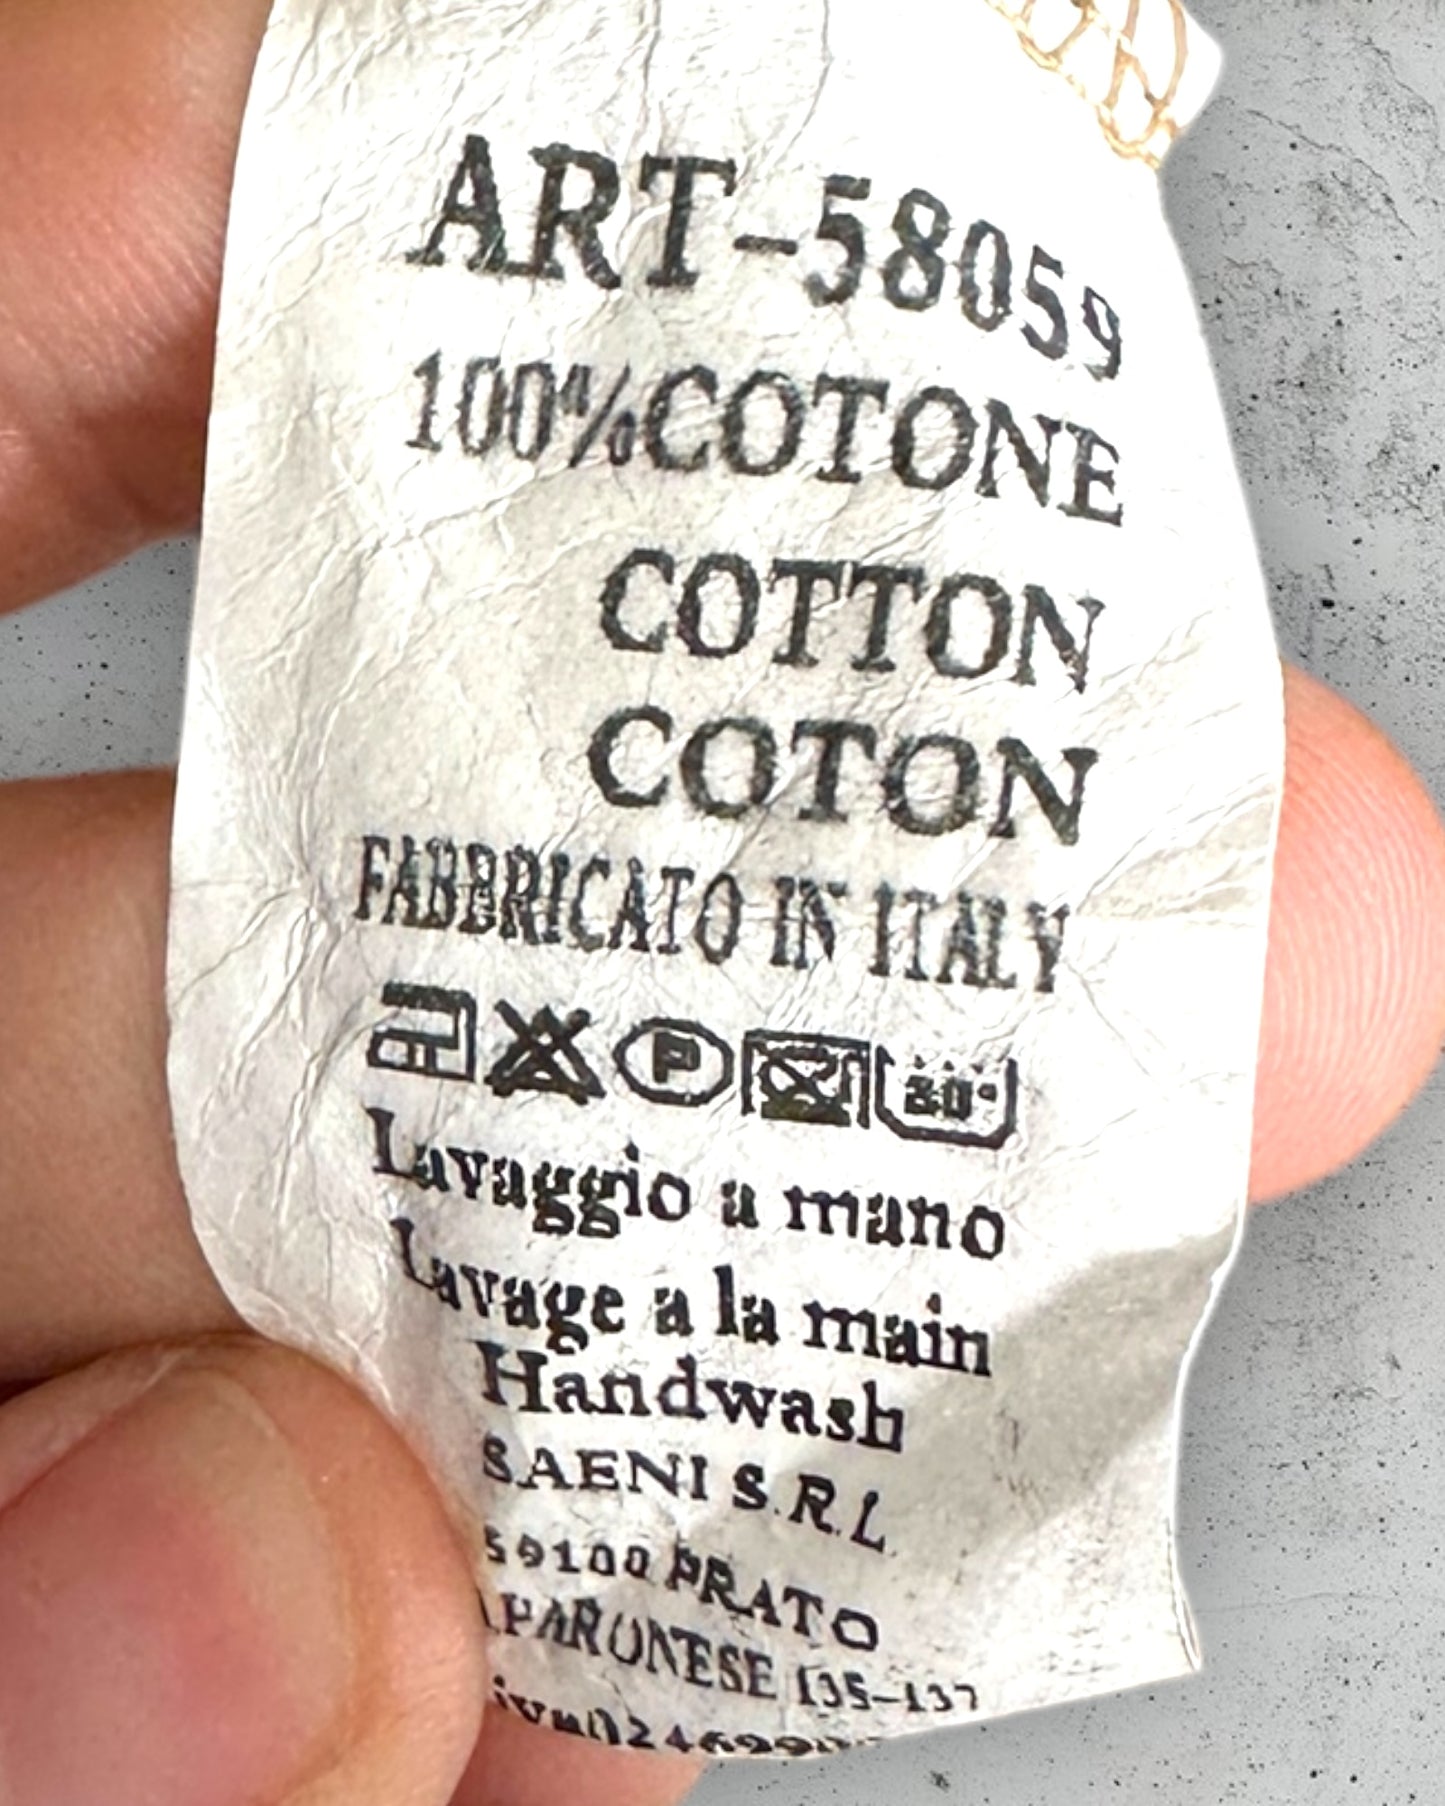 ART-58059
100%COTONE
COTTON
COTON
FABBRICATO IN ITALY
P 30°
Lavaggio a mano
Lavage a la main
Handwash
SAENI S.R.L.
59100 PRATO
PARONESE 135-137